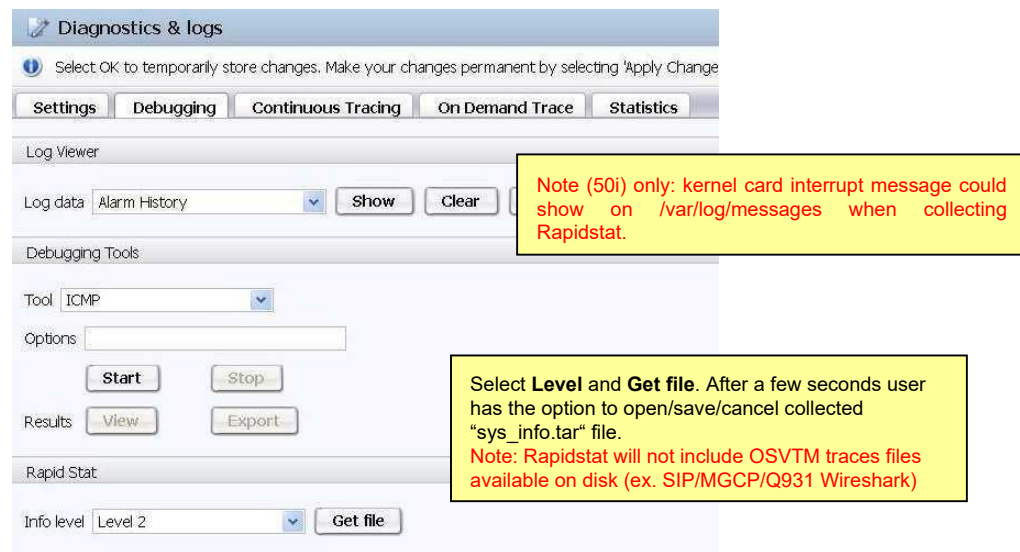 Diagnostics & logs
Select OK to temporarily store changes. Make your changes permanent by selecting 'Apply Change
Settings Debugging Continuous Tracing On Demand Trace Statistics
Log Viewer
Log data Alarm History Show Clear
Note (50i) only: kernel card interrupt message could
show on /var/log/messages when collecting
Rapidstat.
Debugging Tools
Tool ICMP
Options
Start Stop
Results View Export
Select Level and Get file. After a few seconds user
has the option to open/save/cancel collected
“sys_info.tar“ file.
Note: Rapidstat will not include OSVTM traces files
available on disk (ex. SIP/MGCP/Q931 Wireshark)
Rapid Stat
Info level Level 2 Get file